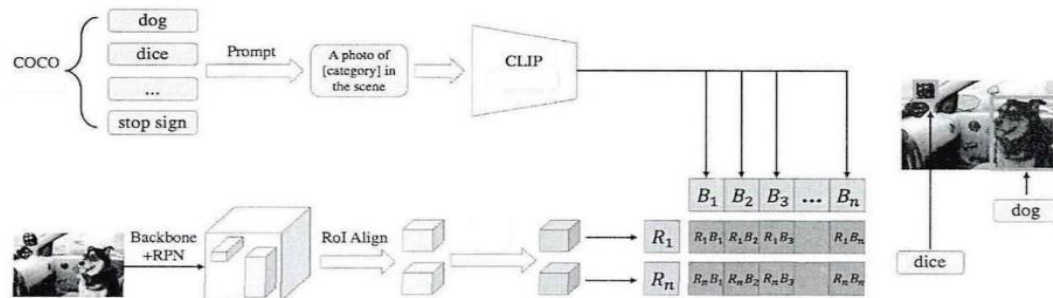 dog
COCO
dice
...
stop sign
Prompt
A photo of
[category] in
the scene
CLIP
B₁ B₂ B₃ ... Bₙ
Backbone
+RPN
RoI Align
R₁ R₁B₁ R₁B₂ R₁B₃ R₁Bₙ
Rₙ RₙB₁ RₙB₂ RₙB₃ RₙBₙ
dice
dog